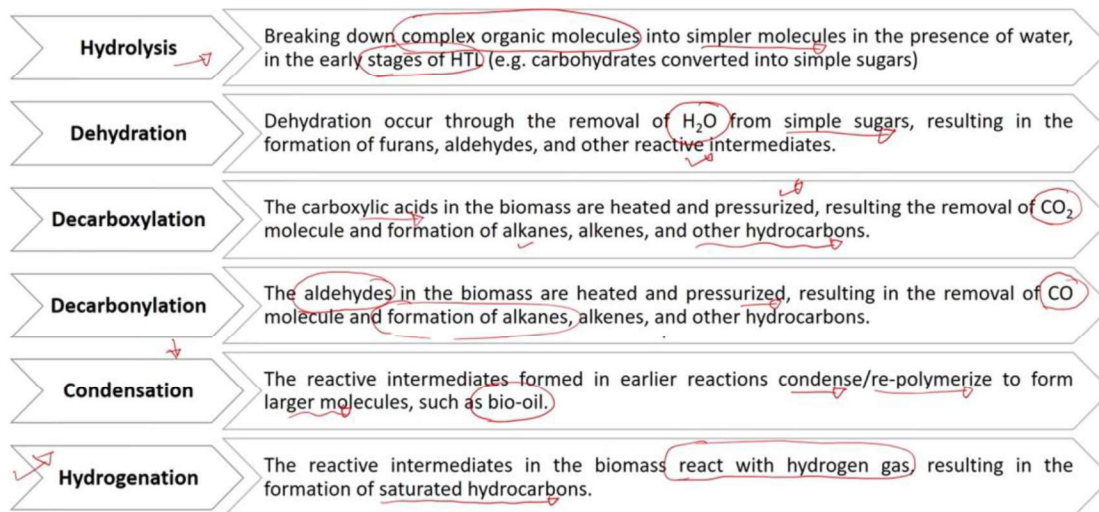 Hydrolysis
Breaking down complex organic molecules into simpler molecules in the presence of water,
in the early stages of HTL (e.g. carbohydrates converted into simple sugars)
Dehydration
Dehydration occur through the removal of H₂O from simple sugars, resulting in the
formation of furans, aldehydes, and other reactive intermediates.
Decarboxylation
The carboxylic acids in the biomass are heated and pressurized, resulting the removal of CO₂
molecule and formation of alkanes, alkenes, and other hydrocarbons.
Decarbonylation
The aldehydes in the biomass are heated and pressurized, resulting in the removal of CO
molecule and formation of alkanes, alkenes, and other hydrocarbons.
Condensation
The reactive intermediates formed in earlier reactions condense/re-polymerize to form
larger molecules, such as bio-oil.
Hydrogenation
The reactive intermediates in the biomass react with hydrogen gas, resulting in the
formation of saturated hydrocarbons.